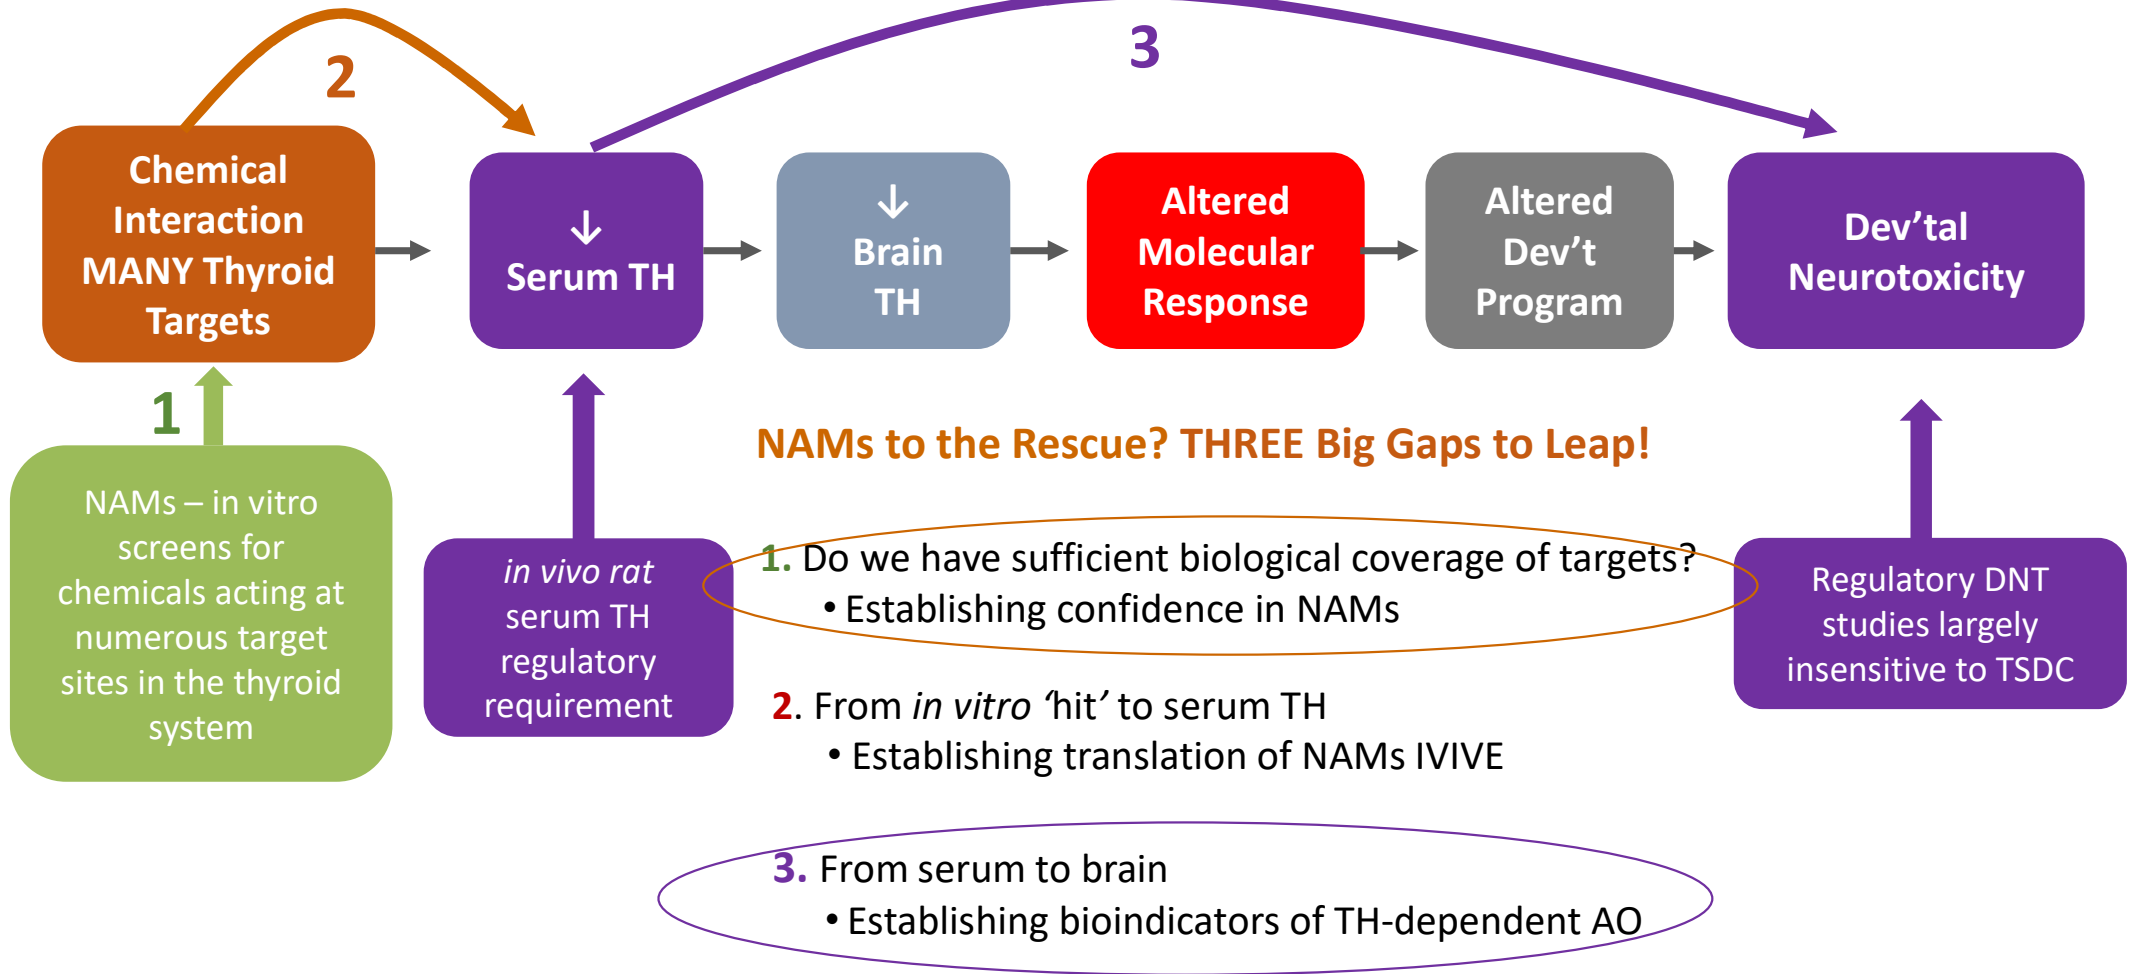 2
3
Chemical
Interaction
MANY Thyroid
Targets
↓
Serum TH
↓
Brain
TH
Altered
Molecular
Response
Altered
Dev't
Program
Dev'tal
Neurotoxicity
1
NAMs – in vitro
screens for
chemicals acting at
numerous target
sites in the thyroid
system
in vivo rat
serum TH
regulatory
requirement
NAMs to the Rescue? THREE Big Gaps to Leap!
1. Do we have sufficient biological coverage of targets?
• Establishing confidence in NAMs
2. From in vitro ‘hit’ to serum TH
• Establishing translation of NAMs IVIVE
3. From serum to brain
• Establishing bioindicators of TH-dependent AO
Regulatory DNT
studies largely
insensitive to TSDC